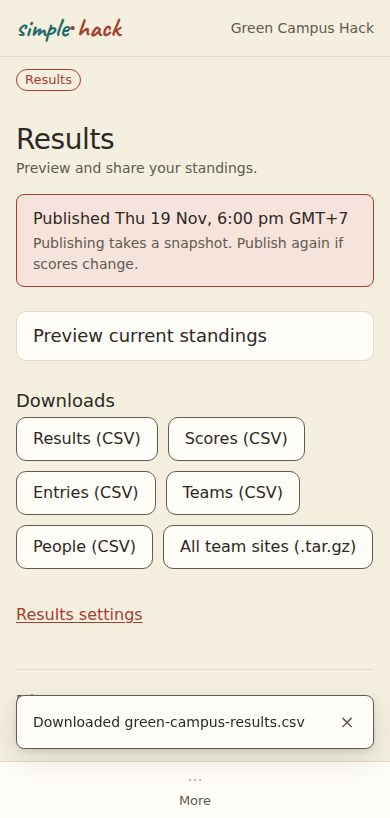 simple hack
Green Campus Hack
Results
Results
Preview and share your standings.
Published Thu 19 Nov, 6:00 pm GMT+7
Publishing takes a snapshot. Publish again if
scores change.
Preview current standings
Downloads
Results (CSV)
Scores (CSV)
Entries (CSV)
Teams (CSV)
People (CSV)
All team sites (.tar.gz)
Results settings
Downloaded green-campus-results.csv
×
...
More